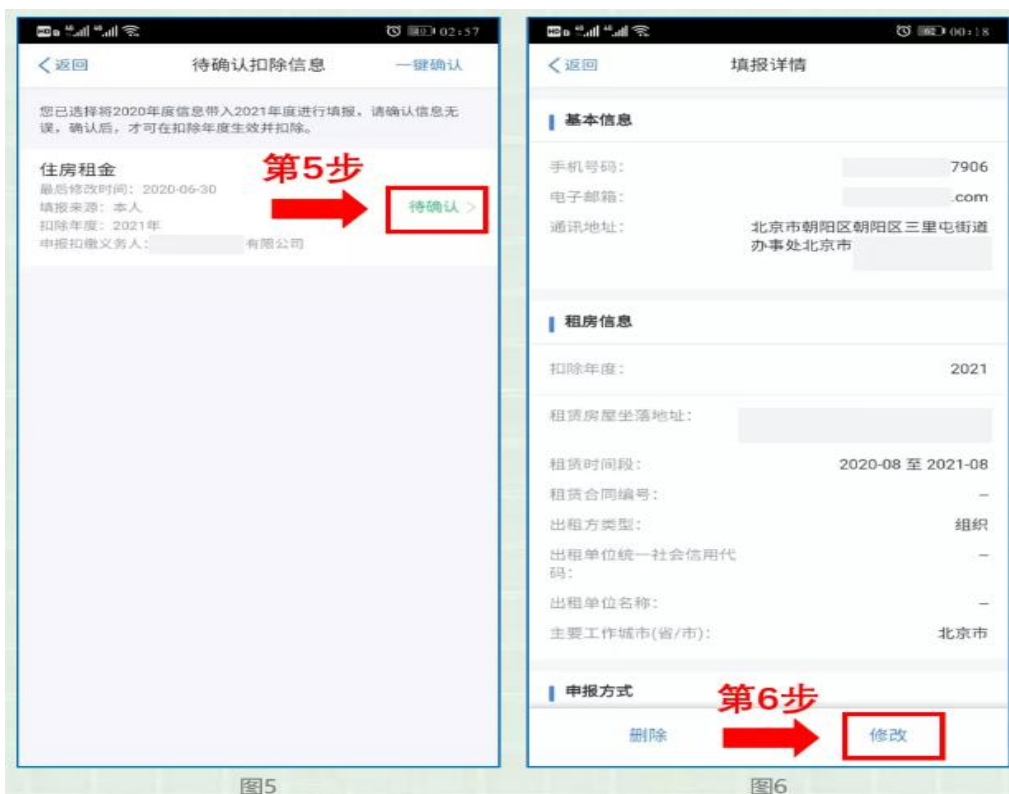 02:57
返回
待确认扣除信息
一键确认
您已选择将2020年度信息带入2021年度进行填报，请确认信息无
误，确认后，才可在扣除年度生效并扣除。
住房租金
最后修改时间：2020-06-30
填报来源：本人
扣除年度：2021年
申报扣缴义务人：
有限公司
第5步
待确认
图5
00:18
返回
填报详情
基本信息
手机号码：
7906
电子邮箱：
.com
通讯地址：
北京市朝阳区朝阳区三里屯街道
办事处北京市
租房信息
扣除年度：
2021
租赁房屋坐落地址：
租赁时间段：
2020-08 至 2021-08
租赁合同编号：
–
出租方类型：
组织
出租单位统一社会信用代
码：
–
出租单位名称：
–
主要工作城市(省/市)：
北京市
申报方式
第6步
删除
修改
图6